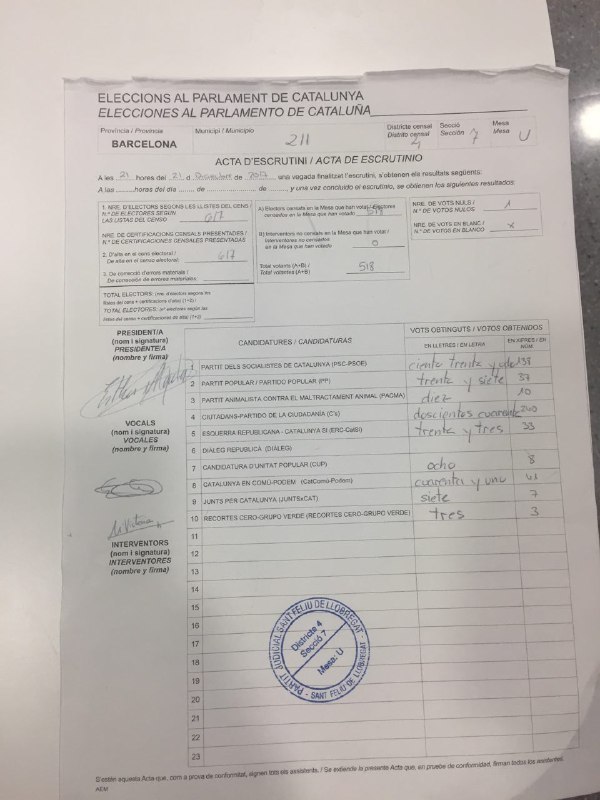 ELECCIONS AL PARLAMENT DE CATALUNYA
ELECCIONES AL PARLAMENTO DE CATALUÑA
Província / Provincia
BARCELONA
Municipi / Municipio
211
Districte censal
Distrito censal
4
Secció
Sección
7
Mesa
Mesa
U
ACTA D'ESCRUTINI / ACTA DE ESCRUTINIO
A les 21 hores del 21 d Diciembre de 2017 una vegada finalitzat l'escrutini, s'obtenen els resultats següents:
A las hores del día de de y una vez concluido el escrutinio, se obtienen los siguientes resultados:
1. NRE. D'ELECTORS SEGONS LES LLISTES DEL CENS /
N.º DE ELECTORES SEGÚN
LAS LISTAS DEL CENSO
617
NRE. DE CERTIFICACIONS CENSALS PRESENTADES /
N.º DE CERTIFICACIONES CENSALES PRESENTADAS
2. D'alta en el cens electoral /
De alta en el censo electoral:
617
3. De correcció d'errors materials /
De corrección de errores materiales
TOTAL ELECTORS: (nre. d'electors segons les
llistes del cens + certificacions d'alta) (1+2) /
TOTAL ELECTORES: (nº electores según las
listas del censo + certificaciones de alta) (1+2)
A) Electors censats en la Mesa que han votat / Electores
censados en la Mesa que han votado
518
B) Interventors no censats en la Mesa que han votat /
Interventores no censados
en la Mesa que han votado
0
Total votants (A+B) /
Total votantes (A+B)
518
NRE. DE VOTS NULS /
N.º DE VOTOS NULOS
1
NRE. DE VOTS EN BLANC /
N.º DE VOTOS EN BLANCO
PRESIDENT/A
(nom i signatura)
PRESIDENTE/A
(nombre y firma)
VOCALS
(nom i signatura)
VOCALES
(nombre y firma)
INTERVENTORS
(nom i signatura)
INTERVENTORES
(nombre y firma)
CANDIDATURES / CANDIDATURAS
VOTS OBTINGUTS / VOTOS OBTENIDOS
EN LLETRES / EN LETRA
EN XIFRES / EN NÚM.
1 PARTIT DELS SOCIALISTES DE CATALUNYA (PSC-PSOE) ciento trenta y ocho 138
2 PARTIT POPULAR / PARTIDO POPULAR (PP) trenta y siete 37
3 PARTIT ANIMALISTA CONTRA EL MALTRACTAMENT ANIMAL (PACMA) diez 10
4 CIUTADANS-PARTIDO DE LA CIUDADANÍA (C's) doscientos cuarenta 240
5 ESQUERRA REPUBLICANA - CATALUNYA SÍ (ERC-CatSí) trenta y tres 33
6 DIÀLEG REPUBLICÀ (DIÀLEG)
7 CANDIDATURA D'UNITAT POPULAR (CUP) ocho 8
8 CATALUNYA EN COMÚ-PODEM (CatComú-Podem) cuarenta y uno 41
9 JUNTS PER CATALUNYA (JUNTSxCAT) siete 7
10 RECORTES CERO-GRUPO VERDE (RECORTES CERO-GRUPO VERDE) tres 3
11
12
13
14
15
16
17
18
19
20
21
22
23
PARTIT JUDICIAL SANT FELIU DE LLOBREGAT - SANT FELIU DE LLOBREGAT -
Districte 4
Secció 7
Mesa: U
S'estén aquesta Acta que, com a prova de conformitat, signen tots els assistents. / Se extiende la presente Acta que, en prueba de conformidad, firman todos los asistentes.
AEM